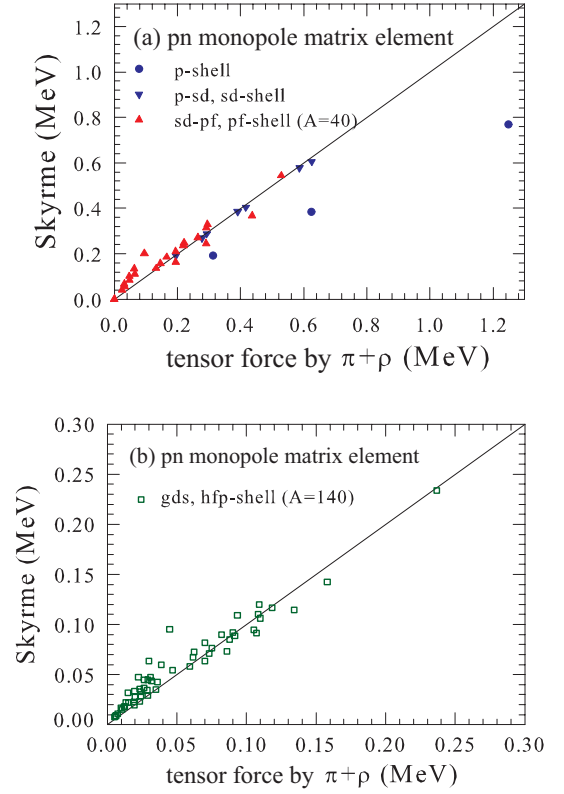 (a) pn monopole matrix element
p-shell
p-sd, sd-shell
sd-pf, pf-shell (A=40)
Skyrme (MeV)
1.2
1.0
0.8
0.6
0.4
0.2
0.0
0.0 0.2 0.4 0.6 0.8 1.0 1.2
tensor force by π+ρ (MeV)
(b) pn monopole matrix element
gds, hfp-shell (A=140)
Skyrme (MeV)
0.30
0.25
0.20
0.15
0.10
0.05
0.00
0.00 0.05 0.10 0.15 0.20 0.25 0.30
tensor force by π+ρ (MeV)